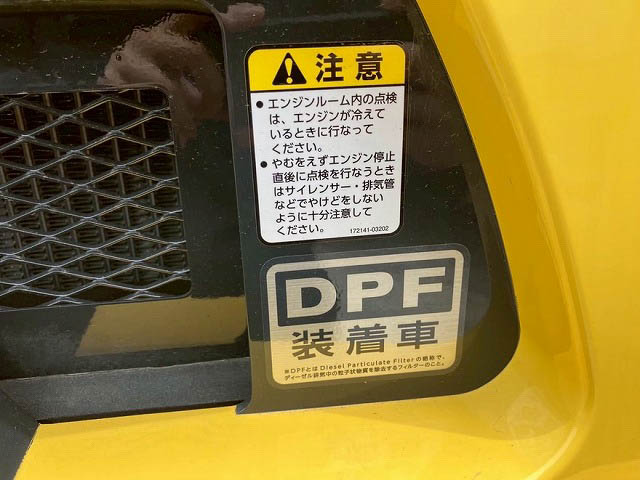 注意
●エンジンルーム内の点検
は、エンジンが冷えて
いるときに行なって
ください。
●やむをえずエンジン停止
直後に点検を行なうとき
はサイレンサー・排気管
などでやけどをしない
ように十分注意して
ください。
172141-03202
DPF
装着車
※DPFとはDiesel Particulate Filterの略称で、
ディーゼル排気中の粒子状物質を除去するフィルターのこと。